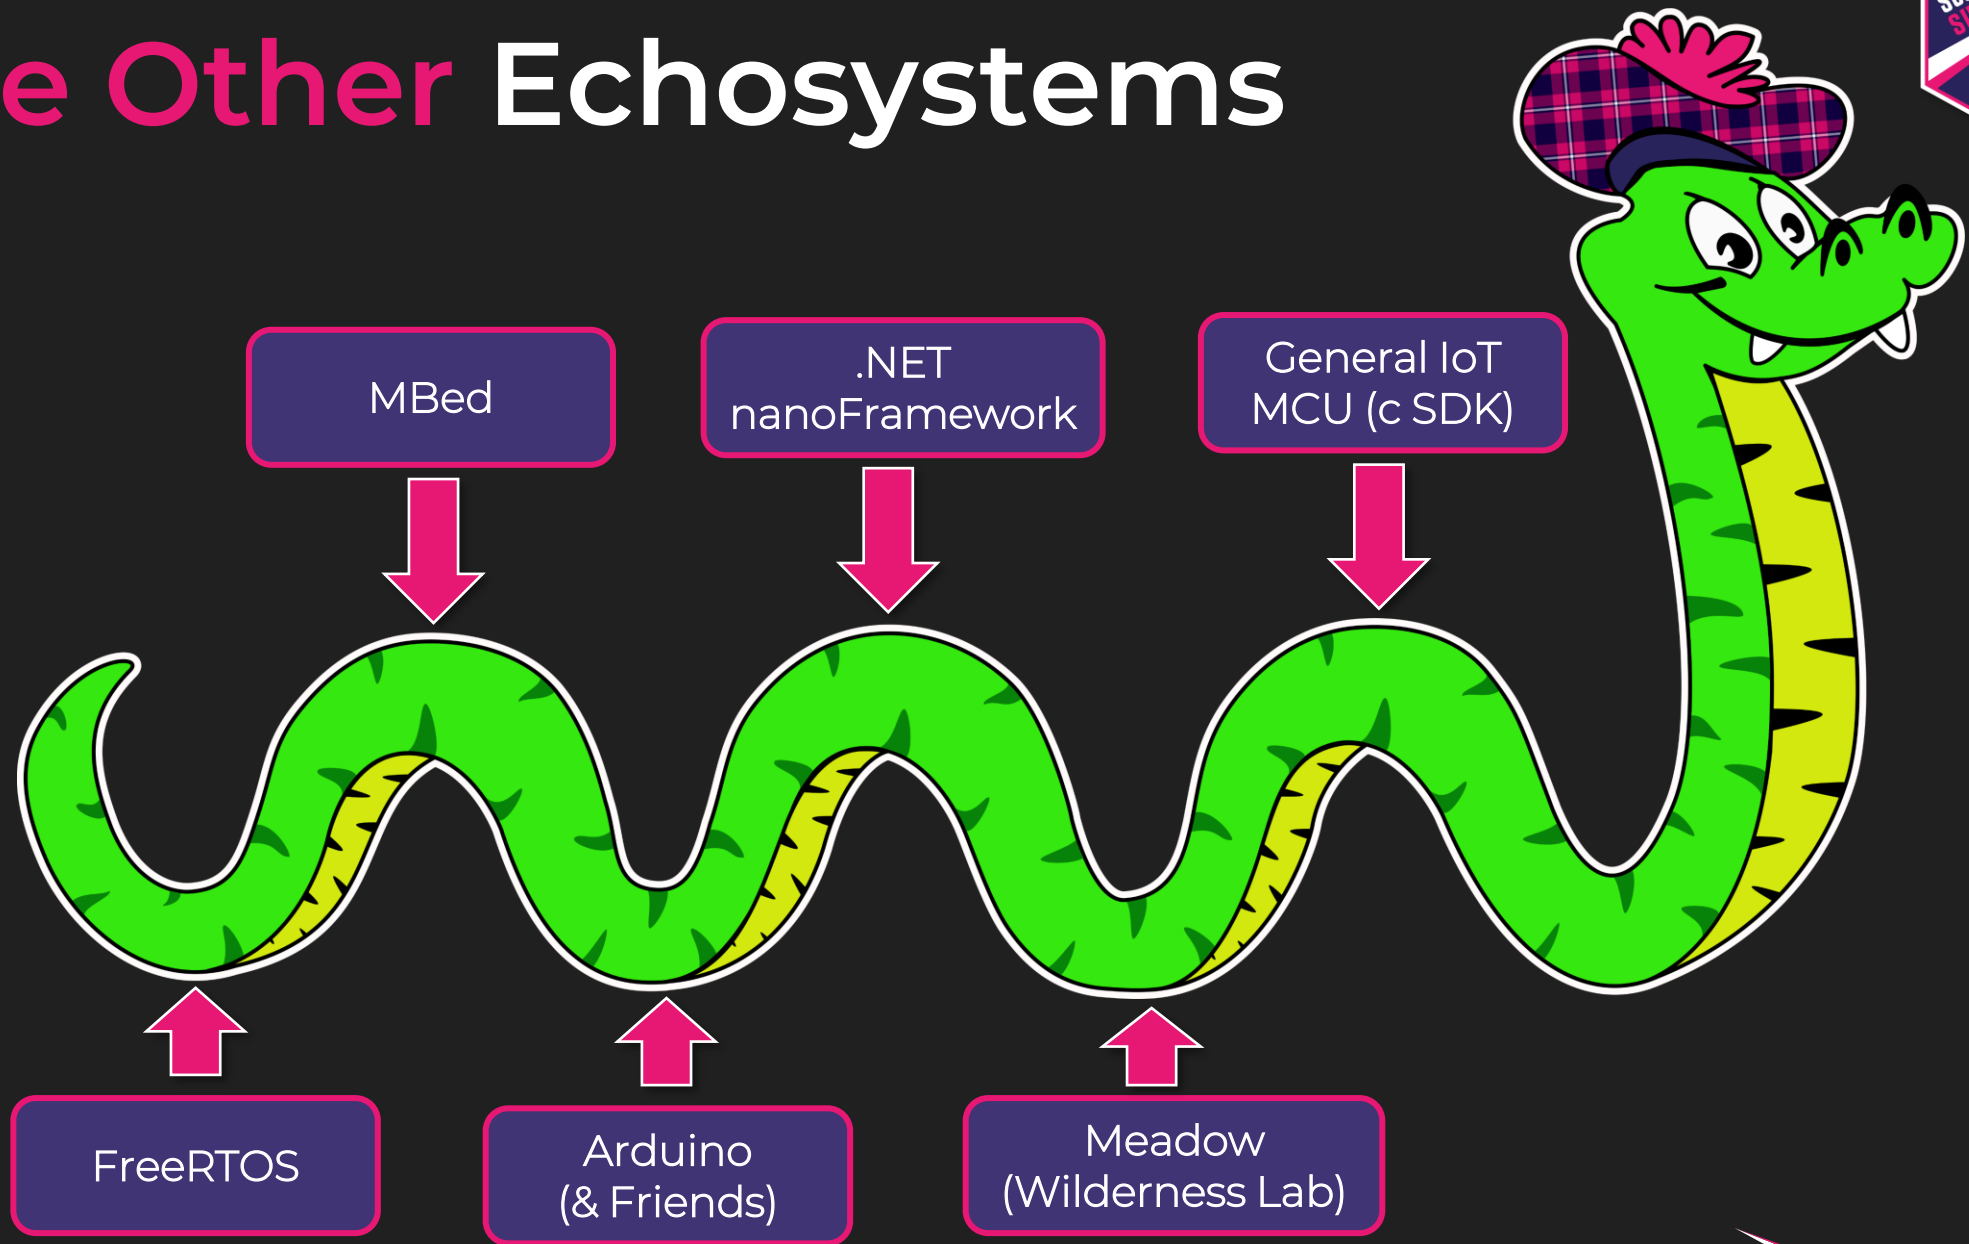 e Other Echosystems
MBed
.NET
nanoFramework
General IoT
MCU (c SDK)
FreeRTOS
Arduino
(& Friends)
Meadow
(Wilderness Lab)